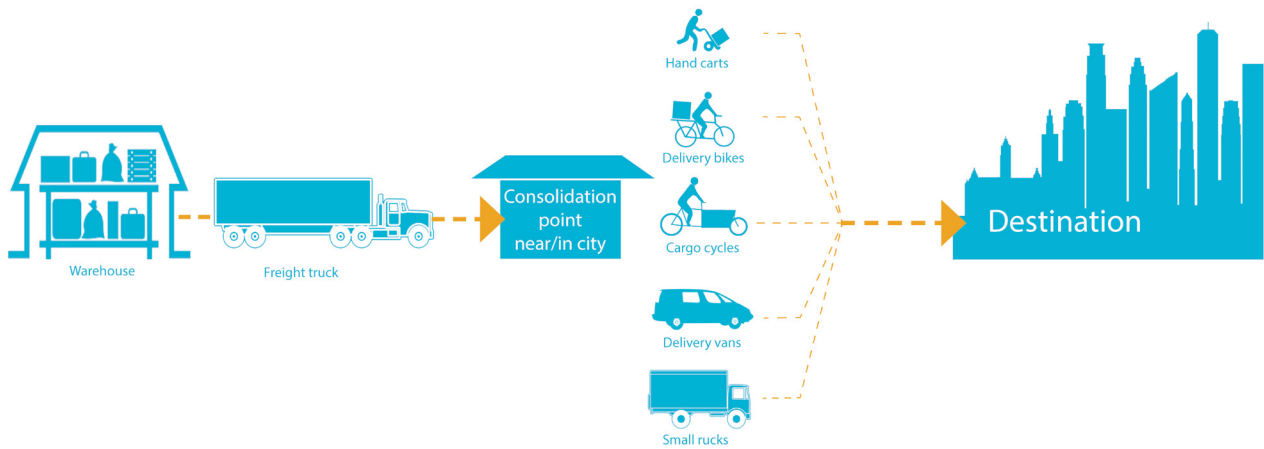 Warehouse
Freight truck
Consolidation
point
near/in city
Hand carts
Delivery bikes
Cargo cycles
Delivery vans
Small rucks
Destination